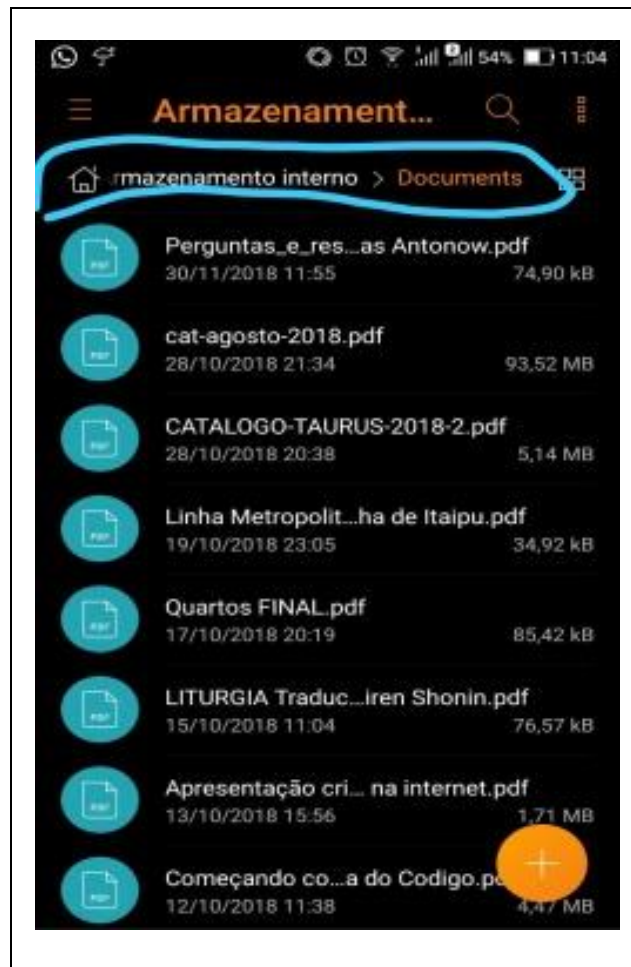 54% 11:04
Armazenament...
rmazenamento interno > Documents
Perguntas_e_res...as Antonow.pdf
30/11/2018 11:55 74,90 kB
cat-agosto-2018.pdf
28/10/2018 21:34 93,52 MB
CATALOGO-TAURUS-2018-2.pdf
28/10/2018 20:38 5,14 MB
Linha Metropolit...ha de Itaipu.pdf
19/10/2018 23:05 34,92 kB
Quartos FINAL.pdf
17/10/2018 20:19 85,42 kB
LITURGIA Traduc...iren Shonin.pdf
15/10/2018 11:04 76,57 kB
Apresentação cri... na internet.pdf
13/10/2018 15:56 1,71 MB
Começando co...a do Codigo.p
12/10/2018 11:38 4,47 MB